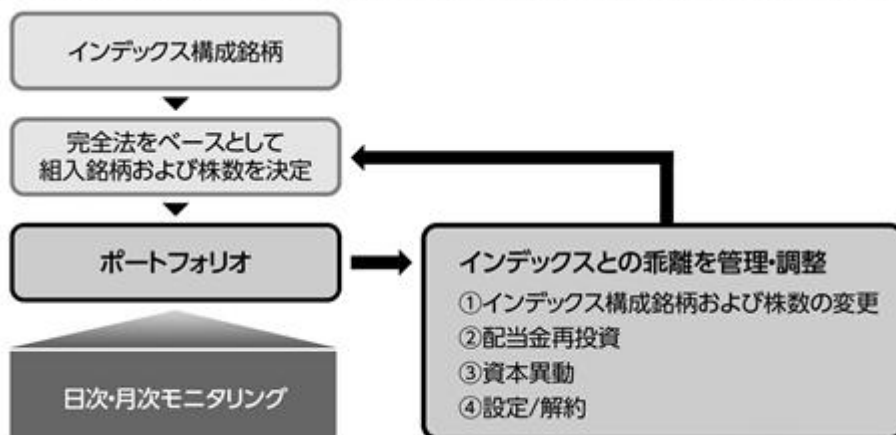 インデックス構成銘柄
完全法をベースとして
組入銘柄および株数を決定
ポートフォリオ
日次・月次モニタリング
インデックスとの乖離を管理・調整
①インデックス構成銘柄および株数の変更
②配当金再投資
③資本異動
④設定/解約